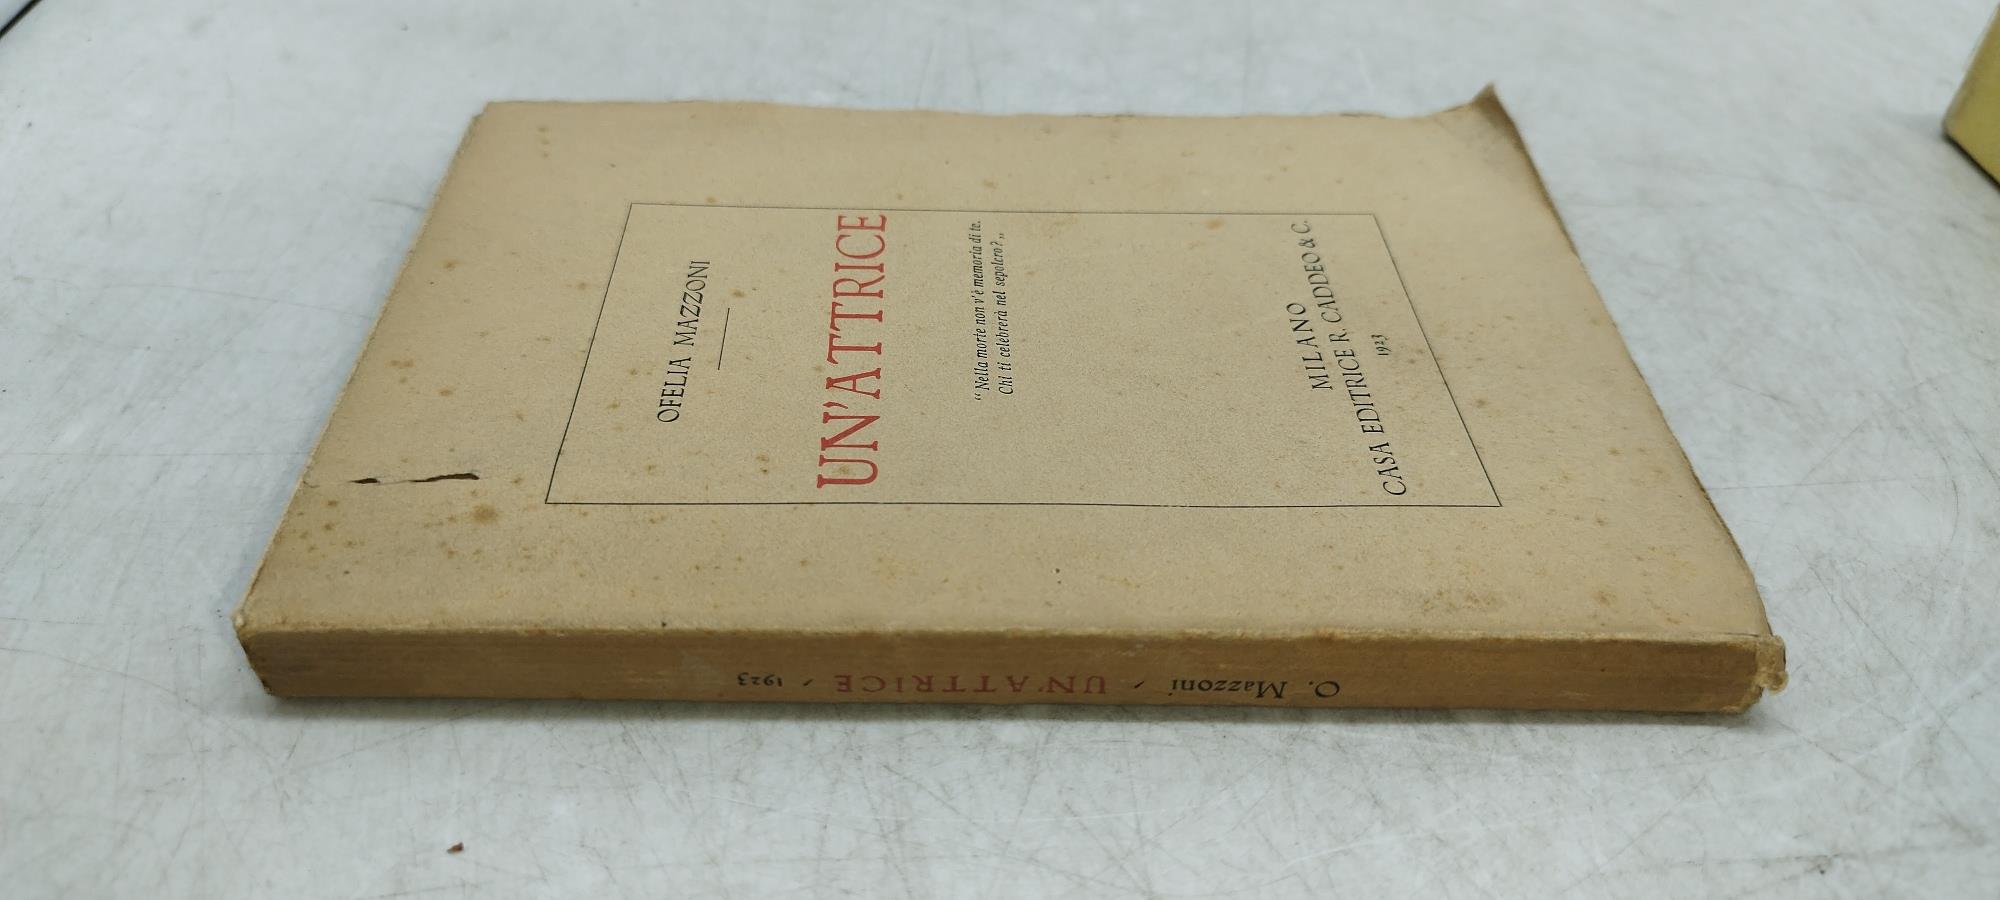 OFELIA MAZZONI
UN'ATTRICE
“Nella morte non v'è memoria di te.
Chi ti celebrerà nel sepolcro?„
MILANO
CASA EDITRICE R. CADDEO & C.
1923
O. Mazzoni / UN'ATTRICE / 1923